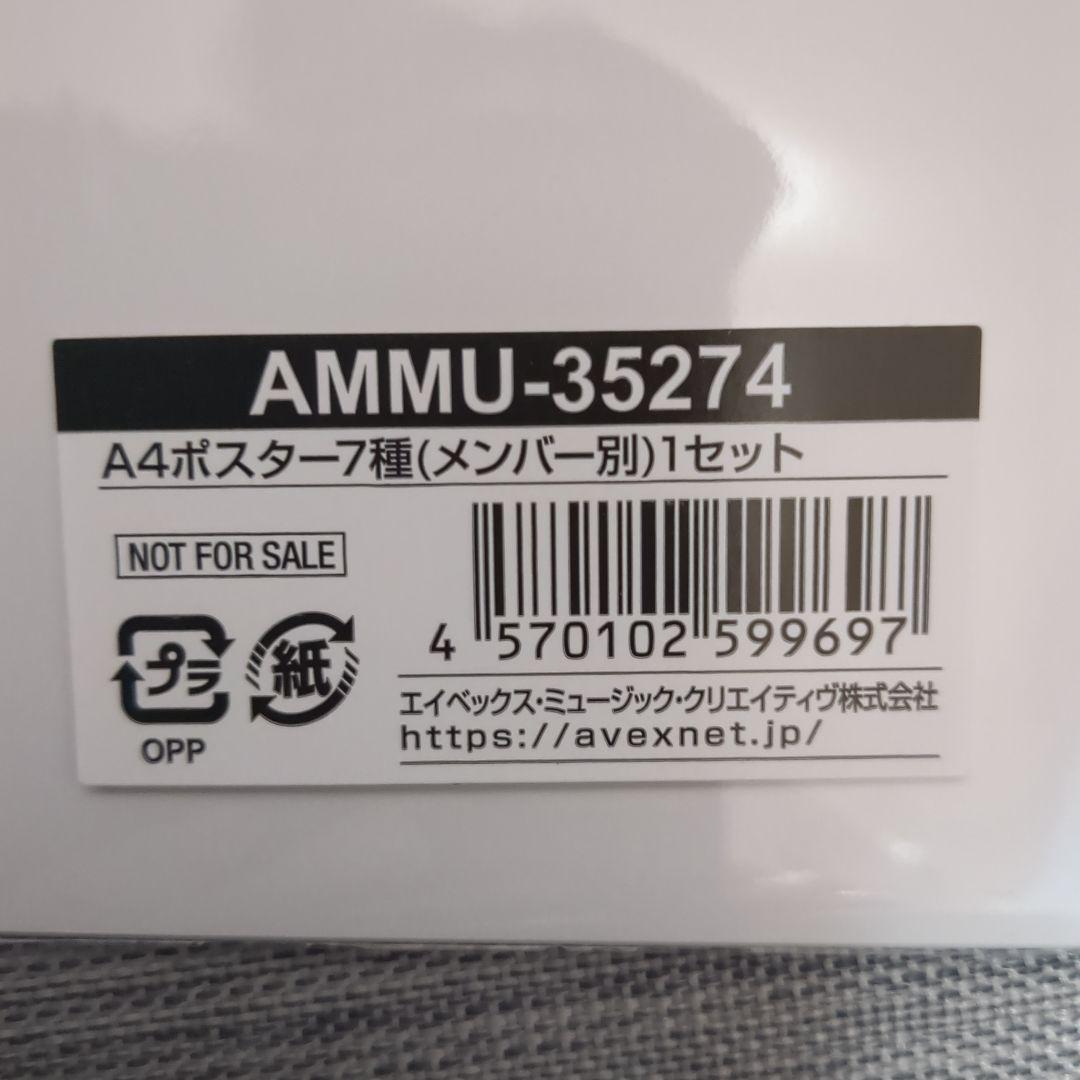 AMMU-35274
A4ポスター7種(メンバー別)1セット
NOT FOR SALE
プラ
紙
OPP
4 570102 599697
エイベックス・ミュージック・クリエイティヴ株式会社
https://avexnet.jp/